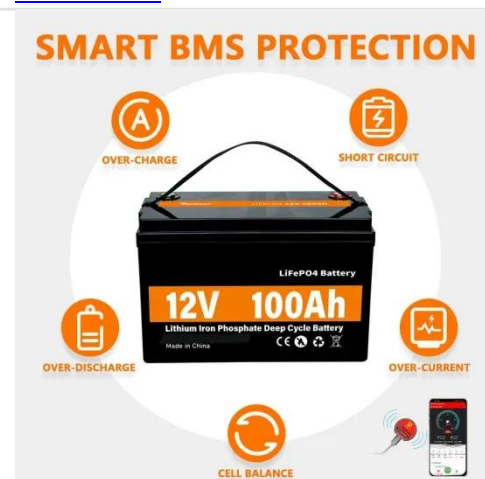 SMART BMS PROTECTION
OVER-CHARGE
SHORT CIRCUIT
LiFePO4 Battery
12V 100Ah
Lithium Iron Phosphate Deep Cycle Battery
Made in China
CE
OVER-DISCHARGE
OVER-CURRENT
CELL BALANCE